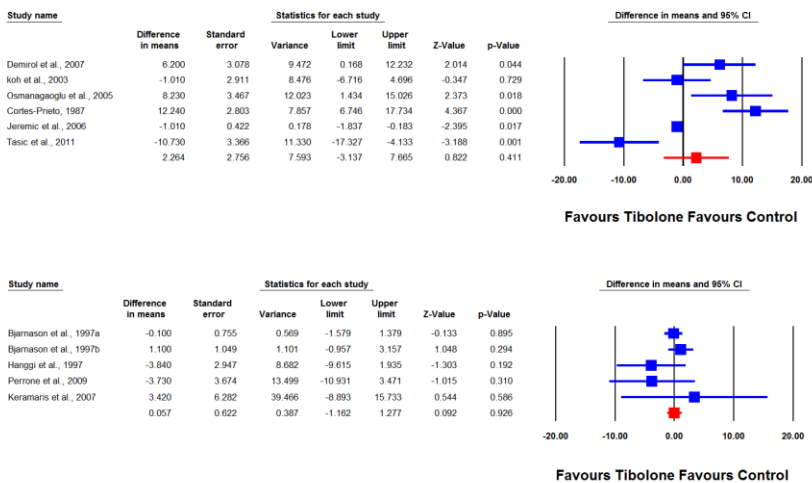 Study name Statistics for each study Difference in means and 95% CI
Difference in means Standard error Variance Lower limit Upper limit Z-Value p-Value
Demirol et al., 2007 6.200 3.078 9.472 0.168 12.232 2.014 0.044
koh et al. 2003 -1.010 2.911 8.476 -6.716 4.696 -0.347 0.729
Osmanagaoglu et al., 2005 8.230 3.467 12.023 1.434 15.026 2.373 0.018
Cortes-Prieto, 1987 12.240 2.803 7.857 6.746 17.734 4.367 0.000
Jeremic et al., 2006 -1.010 0.422 0.178 -1.837 -0.183 -2.395 0.017
Tasic et al., 2011 -10.730 3.366 11.330 -17.327 -4.133 -3.188 0.001
2.264 2.756 7.593 -3.137 7.665 0.822 0.411
-20.00 -10.00 0.00 10.00 20.00
Favours Tibolone Favours Control
Study name Statistics for each study Difference in means and 95% CI
Difference in means Standard error Variance Lower limit Upper limit Z-Value p-Value
Bjarnason et al., 1997a -0.100 0.755 0.569 -1.579 1.379 -0.133 0.895
Bjarnason et al., 1997b 1.100 1.049 1.101 -0.957 3.157 1.048 0.294
Hanggi et al., 1997 -3.840 2.947 8.682 -9.615 1.935 -1.303 0.192
Perrone et al., 2009 -3.730 3.674 13.499 -10.931 3.471 -1.015 0.310
Keramaris et al., 2007 3.420 6.282 39.466 -8.893 15.733 0.544 0.586
0.057 0.622 0.387 -1.162 1.277 0.092 0.926
-20.00 -10.00 0.00 10.00 20.00
Favours Tibolone Favours Control